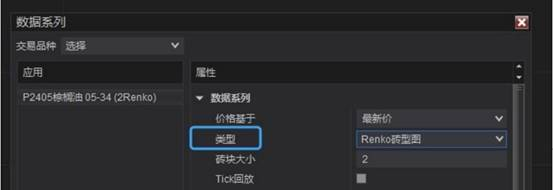 数据系列
交易品种 选择
应用
属性
P2405棕榈油 05-34 (2Renko)
数据系列
价格基于 最新价
类型 Renko砖型图
砖块大小 2
Tick回放